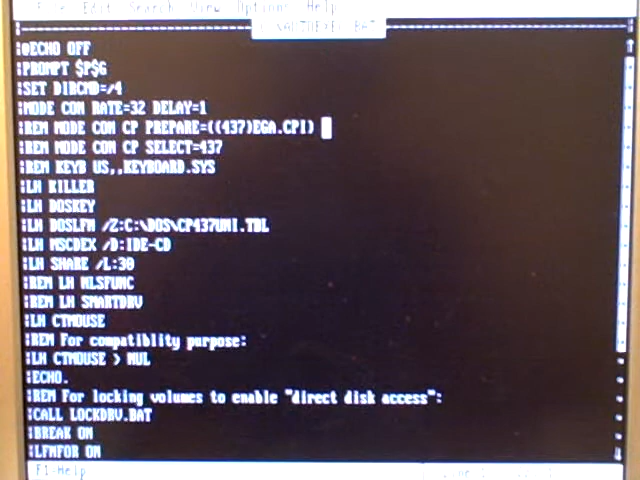 File Edit Search View Options Help
@ECHO OFF
PROMPT $P$G
SET DIRCMD=/4
MODE CON RATE=32 DELAY=1
REM MODE CON CP PREPARE=((437)EGA.CPI)
REM MODE CON CP SELECT=437
REM KEYB US,,KEYBOARD.SYS
LH KILLER
LH DOSKEY
LH DOSLFN /Z:C:\DOS\CP437UNI.TBL
LH MSCDEX /D:IDE-CD
LH SHARE /L:30
REM LH NLSFUNC
REM LH SMARTDRV
LH CTMOUSE
REM For compatiblity purpose:
LH CTMOUSE > NUL
ECHO.
REM For locking volumes to enable "direct disk access":
CALL LOCKDRV.BAT
BREAK ON
LFNFOR ON
F1=Help